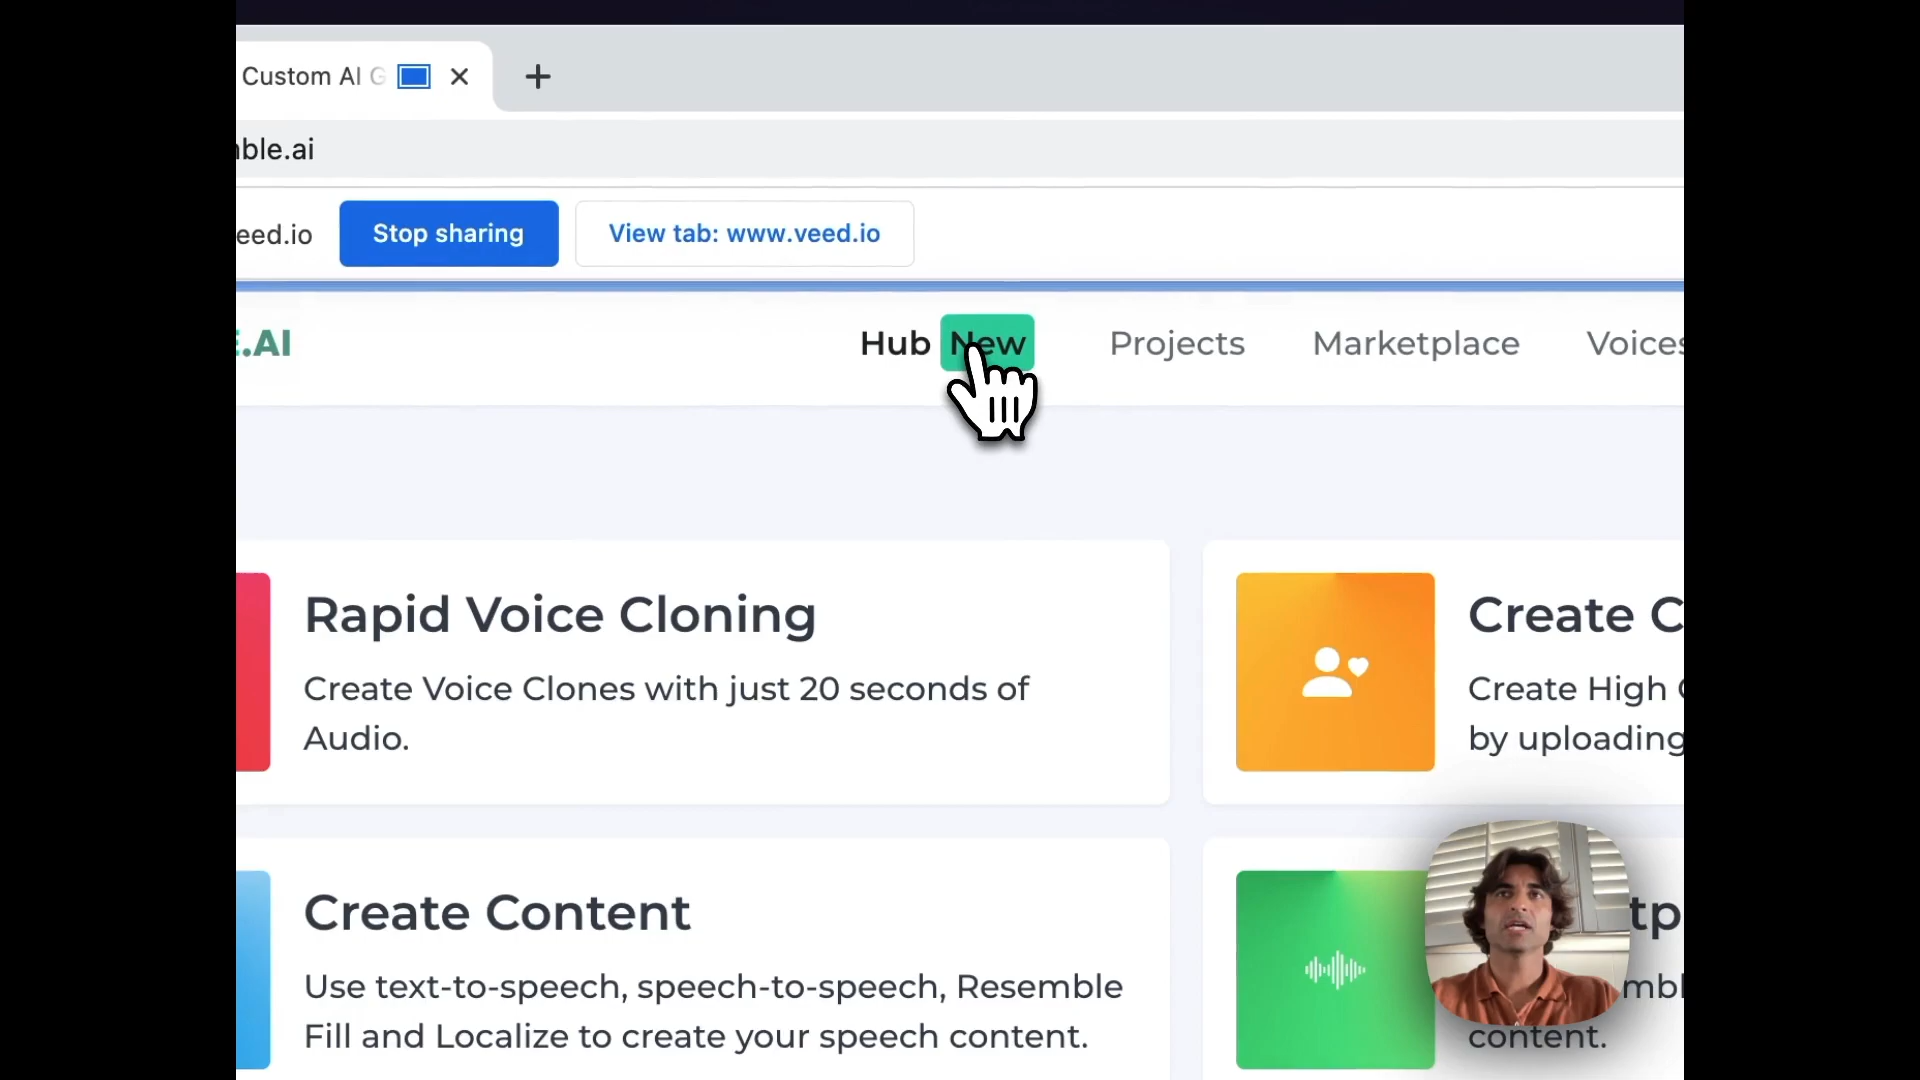 Custom AI G
ble.ai
eed.io
Stop sharing
View tab: www.veed.io
.AI
Hub New
Projects
Marketplace
Voices
Rapid Voice Cloning
Create Voice Clones with just 20 seconds of
Audio.
Create C
Create High
by uploading
Create Content
Use text-to-speech, speech-to-speech, Resemble
Fill and Localize to create your speech content.
tp
mbl
content.